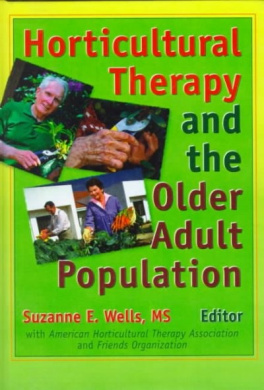 Horticultural
Therapy
and
the
Older
Adult
Population
Suzanne E. Wells, MS Editor
with American Horticultural Therapy Association
and Friends Organization